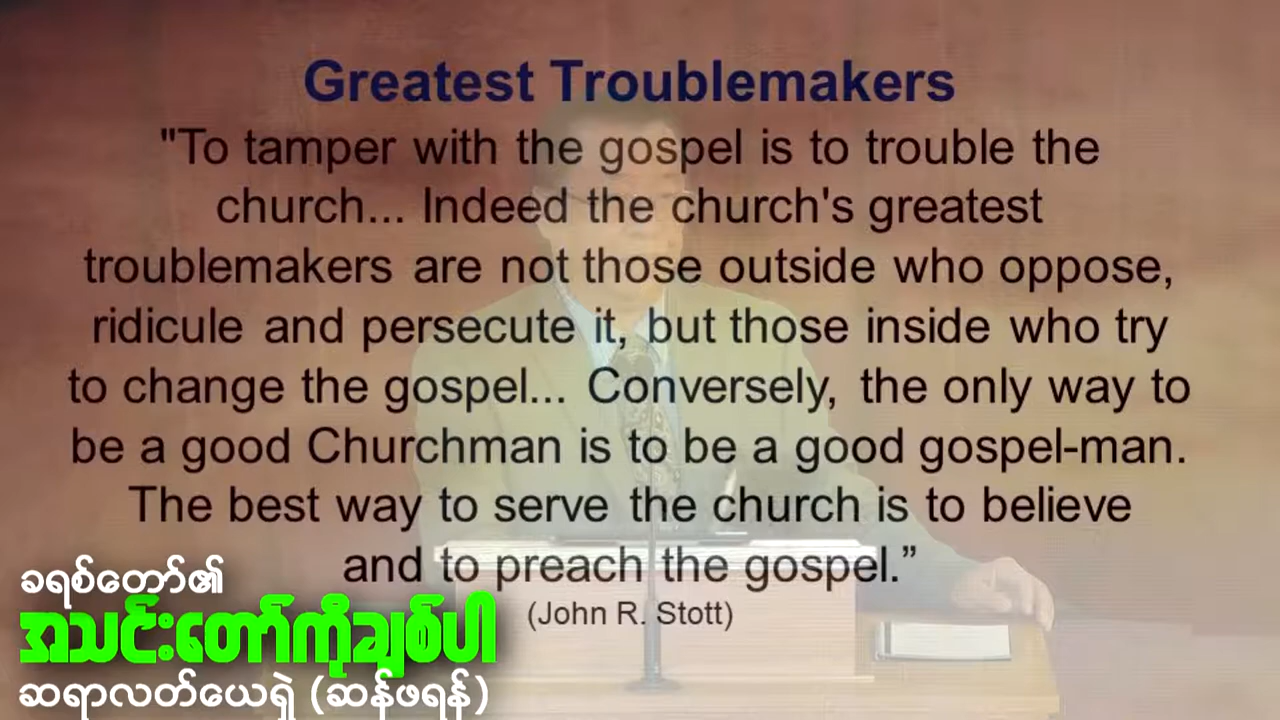 Greatest Troublemakers
"To tamper with the gospel is to trouble the
church... Indeed the church's greatest
troublemakers are not those outside who oppose,
ridicule and persecute it, but those inside who try
to change the gospel... Conversely, the only way to
be a good Churchman is to be a good gospel-man.
The best way to serve the church is to believe
and to preach the gospel.”
(John R. Stott)
ခရစ်တော်၏
အသင်းတော်ကိုချစ်ပါ
ဆရာလတ်ယေရှဲ (ဆန်ဖရန်)